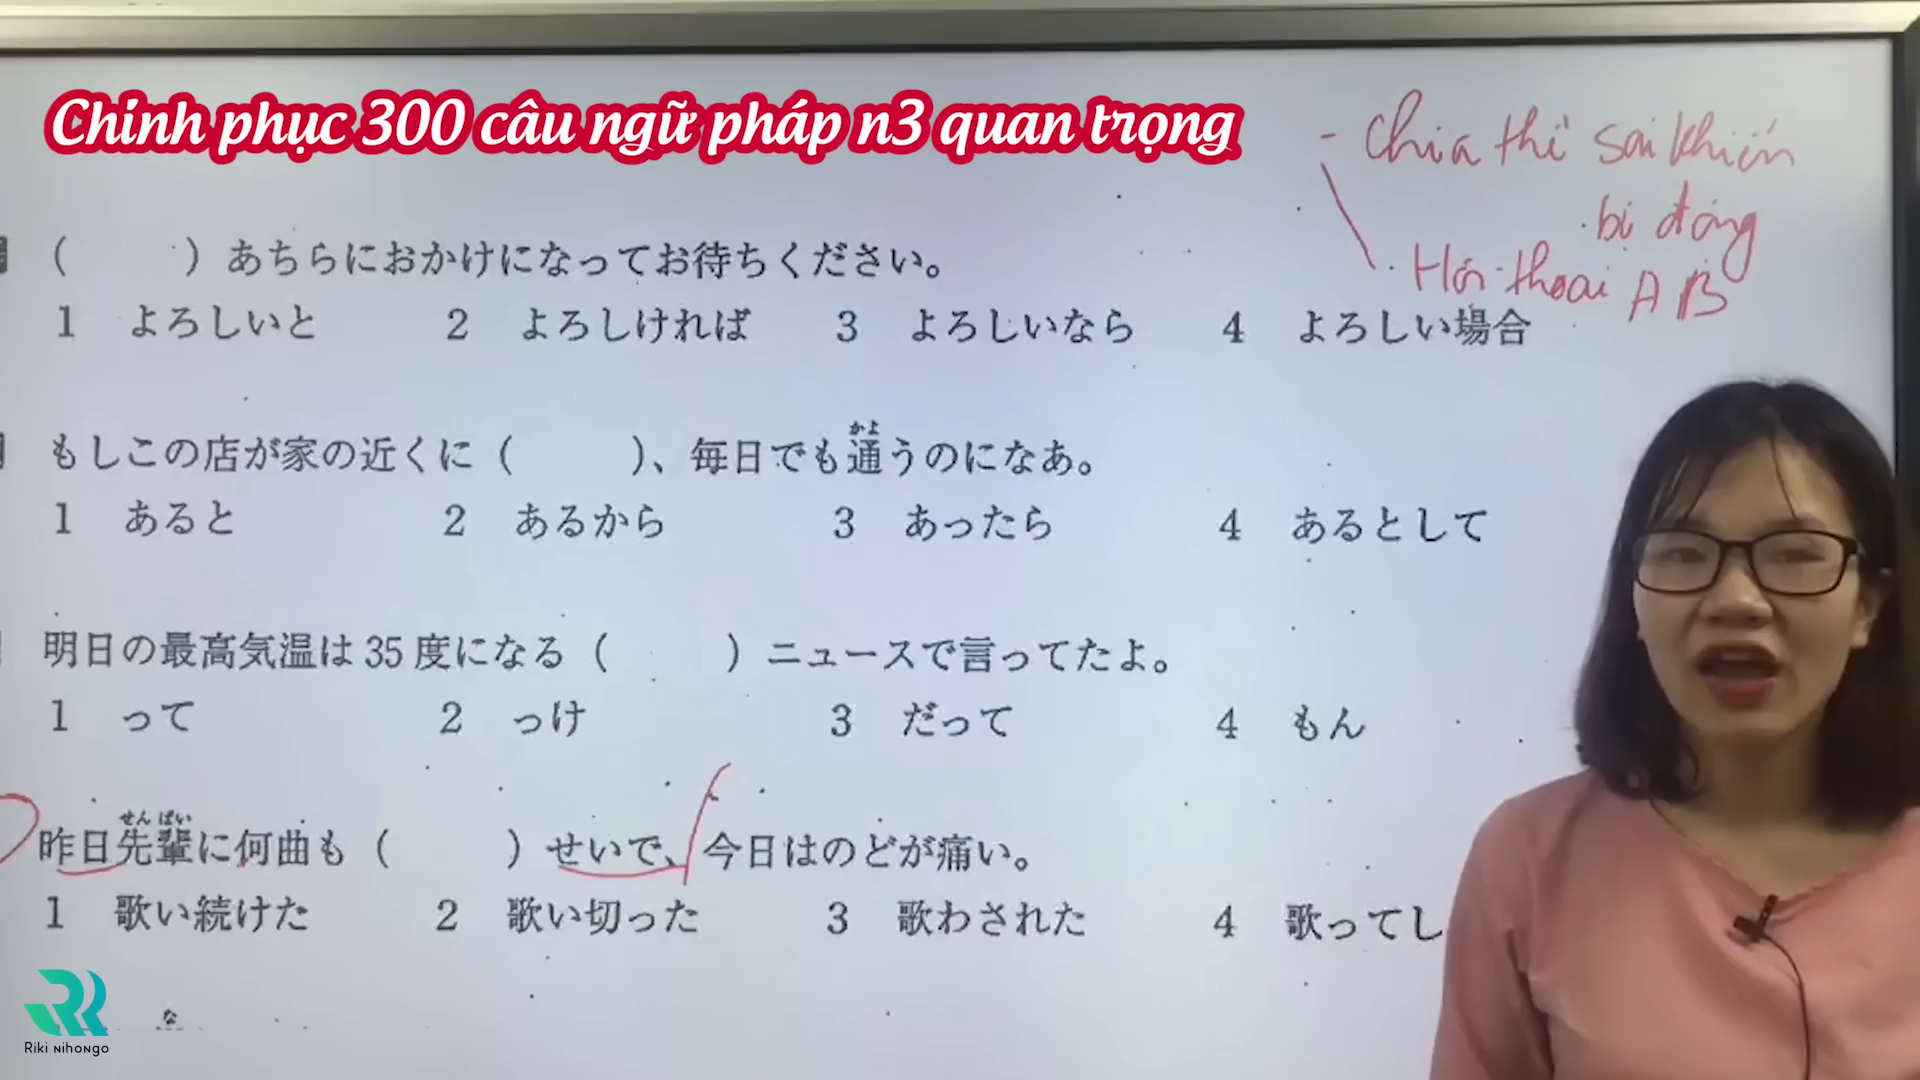 Chinh phục 300 câu ngữ pháp n3 quan trọng
- Chia thì sai khiến
bị động
Hội thoại A B
(　　　) あちらにおかけになってお待ちください。
1 よろしいと 2 よろしければ 3 よろしいなら 4 よろしい場合
もしこの店が家の近くに (　　　)、毎日でも通うのになあ。
かよ
1 あると 2 あるから 3 あったら 4 あるとして
明日の最高気温は 35 度になる (　　　) ニュースで言ってたよ。
1 って 2 っけ 3 だって 4 もん
せんぱい
昨日先輩に何曲も (　　　) せいで、今日はのどが痛い。
1 歌い続けた 2 歌い切った 3 歌わされた 4 歌ってし
な
Riki Nihongo